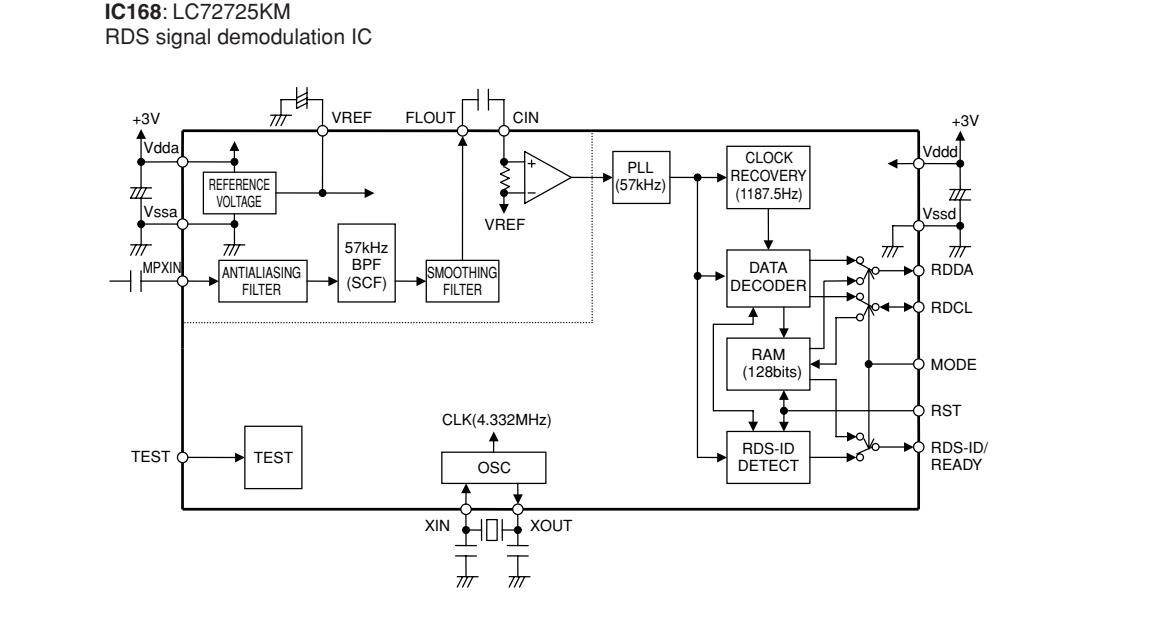 IC168: LC72725KM
RDS signal demodulation IC
VREF
FLOUT
CIN
+3V
+3V
Vdda
REFERENCE
VOLTAGE
Vssa
+
−
VREF
PLL
(57kHz)
CLOCK
RECOVERY
(1187.5Hz)
Vddd
Vssd
MPXIN
ANTIALIASING
FILTER
57kHz
BPF
(SCF)
SMOOTHING
FILTER
DATA
DECODER
RDDA
RDCL
RAM
(128bits)
MODE
RST
CLK(4.332MHz)
TEST
TEST
OSC
RDS-ID
DETECT
RDS-ID/
READY
XIN
XOUT